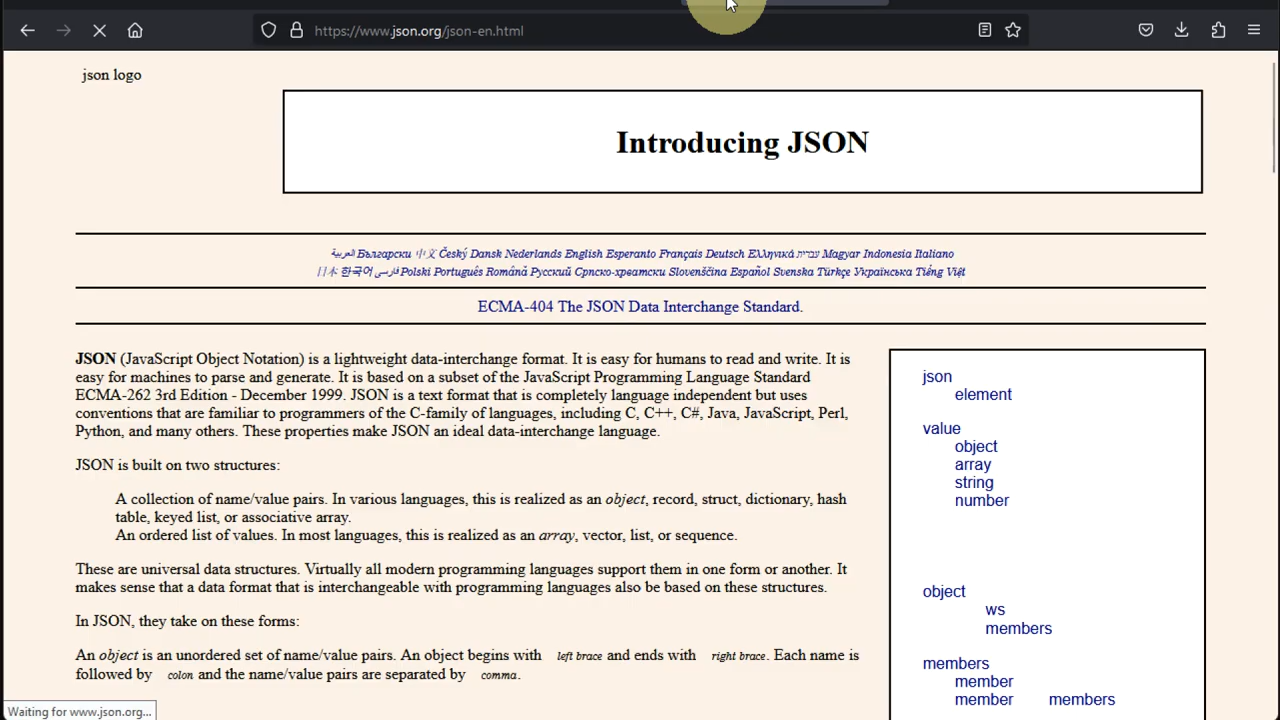 https://www.json.org/json-en.html
json logo
Introducing JSON
العربية Български 中文 Český Dansk Nederlands English Esperanto Français Deutsch Ελληνικά עברית Magyar Indonesia Italiano
日本 한국어 فارسی Polski Português Română Русский Српско-хрватски Slovenščina Español Svenska Türkçe Українська Tiếng Việt
ECMA-404 The JSON Data Interchange Standard.
JSON (JavaScript Object Notation) is a lightweight data-interchange format. It is easy for humans to read and write. It is
easy for machines to parse and generate. It is based on a subset of the JavaScript Programming Language Standard
ECMA-262 3rd Edition - December 1999. JSON is a text format that is completely language independent but uses
conventions that are familiar to programmers of the C-family of languages, including C, C++, C#, Java, JavaScript, Perl,
Python, and many others. These properties make JSON an ideal data-interchange language.
JSON is built on two structures:
A collection of name/value pairs. In various languages, this is realized as an object, record, struct, dictionary, hash
table, keyed list, or associative array.
An ordered list of values. In most languages, this is realized as an array, vector, list, or sequence.
These are universal data structures. Virtually all modern programming languages support them in one form or another. It
makes sense that a data format that is interchangeable with programming languages also be based on these structures.
In JSON, they take on these forms:
An object is an unordered set of name/value pairs. An object begins with left brace and ends with right brace. Each name is
followed by colon and the name/value pairs are separated by comma.
json
element
value
object
array
string
number
object
ws
members
members
member
member members
Waiting for www.json.org...